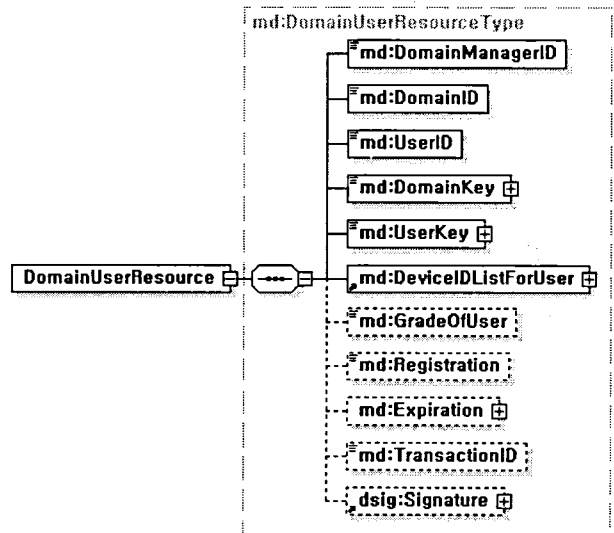 md:DomainUserResourceType
md:DomainManagerID
md:DomainID
md:UserID
md:DomainKey
md:UserKey
DomainUserResource
md:DeviceIDListForUser
md:GradeOfUser
md:Registration
md:Expiration
md:TransactionID
dsig:Signature